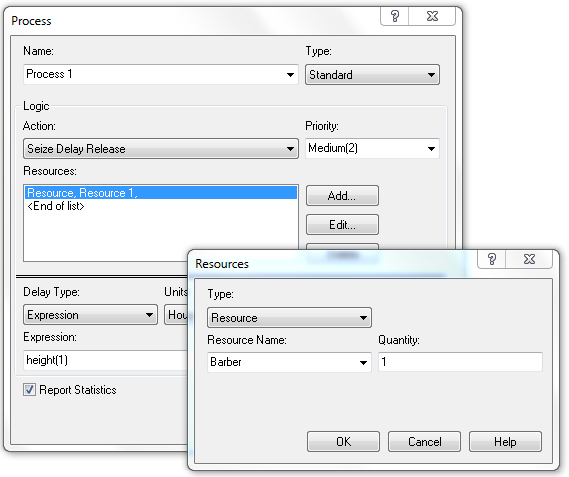 Process
Name: Type:
Process 1 Standard
Logic
Action: Priority:
Seize Delay Release Medium(2)
Resources:
Resource, Resource 1,
<End of list>
Add...
Edit...
Delay Type: Units
Expression Hou
Expression:
height(1)
Report Statistics
Resources
Type:
Resource
Resource Name: Quantity:
Barber 1
OK Cancel Help